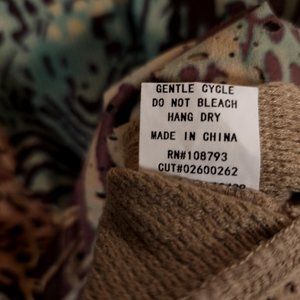 GENTLE CYCLE
DO NOT BLEACH
HANG DRY
MADE IN CHINA
RN#108793
CUT#02600262